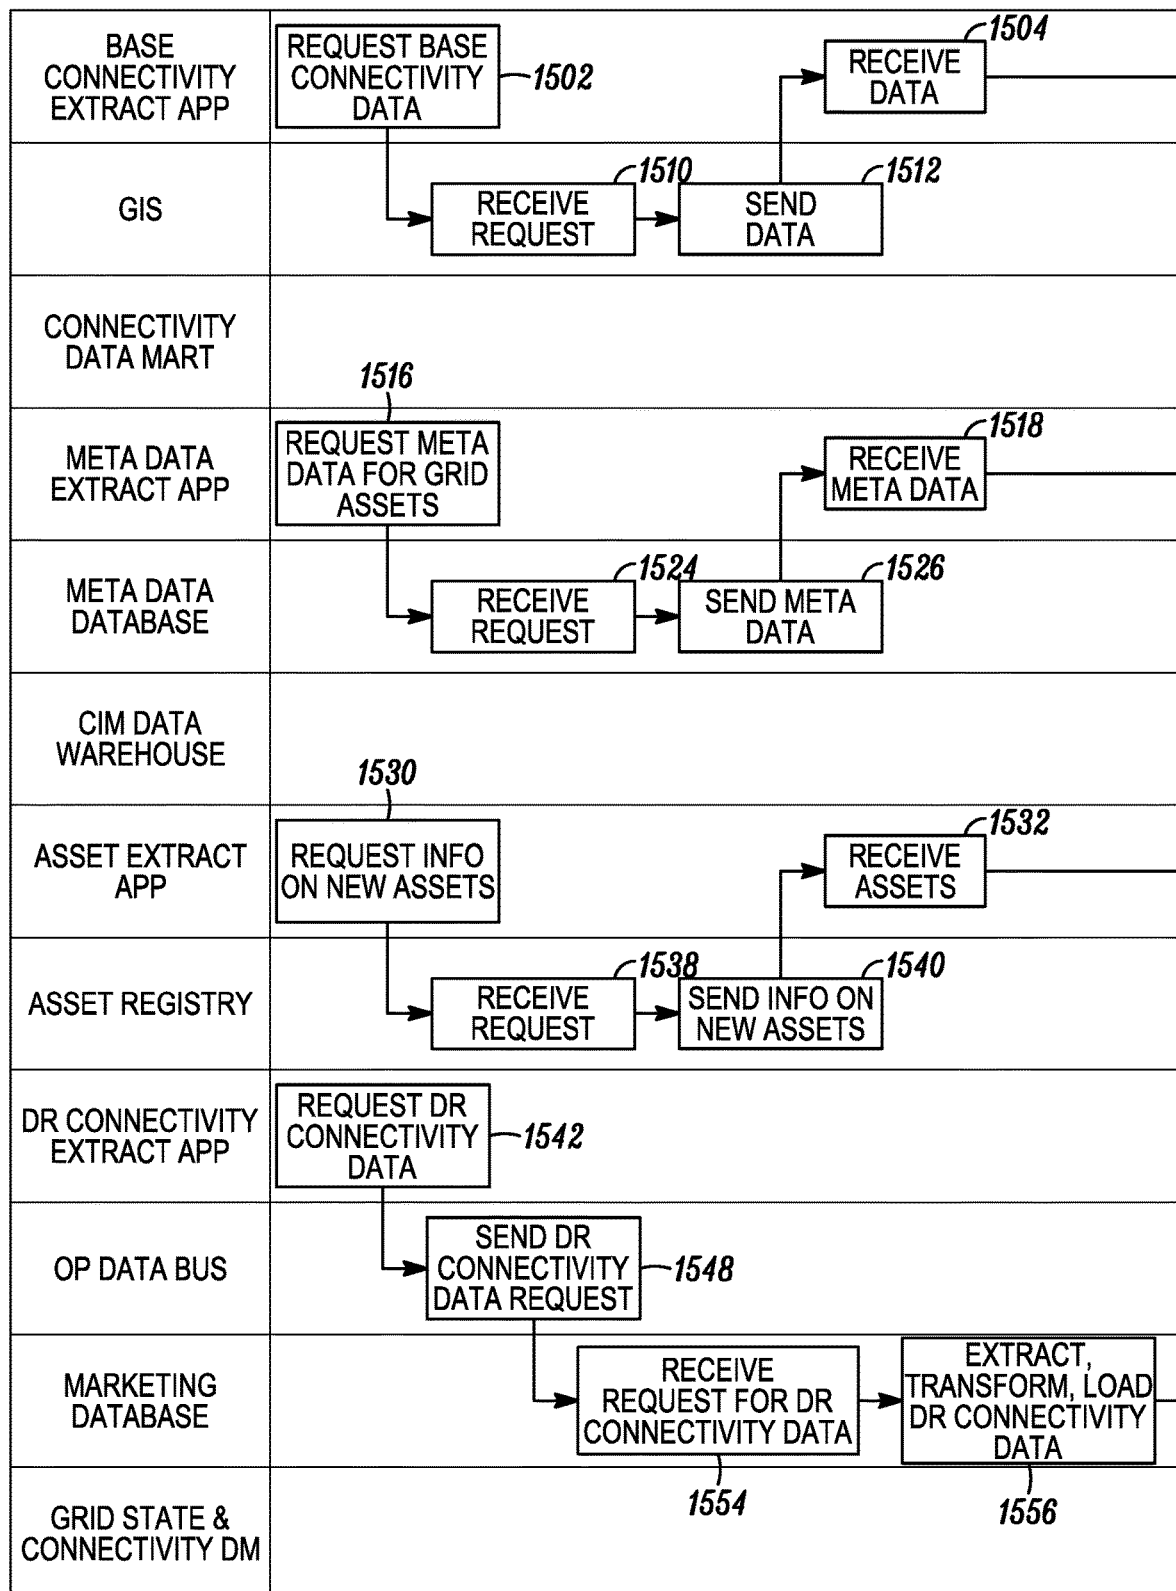 BASE
CONNECTIVITY
EXTRACT APP
REQUEST BASE
CONNECTIVITY
DATA
1502
RECEIVE
DATA
1504
GIS
RECEIVE
REQUEST
1510
SEND
DATA
1512
CONNECTIVITY
DATA MART
1516
META DATA
EXTRACT APP
REQUEST META
DATA FOR GRID
ASSETS
RECEIVE
META DATA
1518
META DATA
DATABASE
RECEIVE
REQUEST
1524
SEND META
DATA
1526
CIM DATA
WAREHOUSE
1530
ASSET EXTRACT
APP
REQUEST INFO
ON NEW ASSETS
RECEIVE
ASSETS
1532
ASSET REGISTRY
RECEIVE
REQUEST
1538
SEND INFO ON
NEW ASSETS
1540
DR CONNECTIVITY
EXTRACT APP
REQUEST DR
CONNECTIVITY
DATA
1542
OP DATA BUS
SEND DR
CONNECTIVITY
DATA REQUEST
1548
MARKETING
DATABASE
RECEIVE
REQUEST FOR DR
CONNECTIVITY DATA
1554
EXTRACT,
TRANSFORM, LOAD
DR CONNECTIVITY
DATA
1556
GRID STATE &
CONNECTIVITY DM